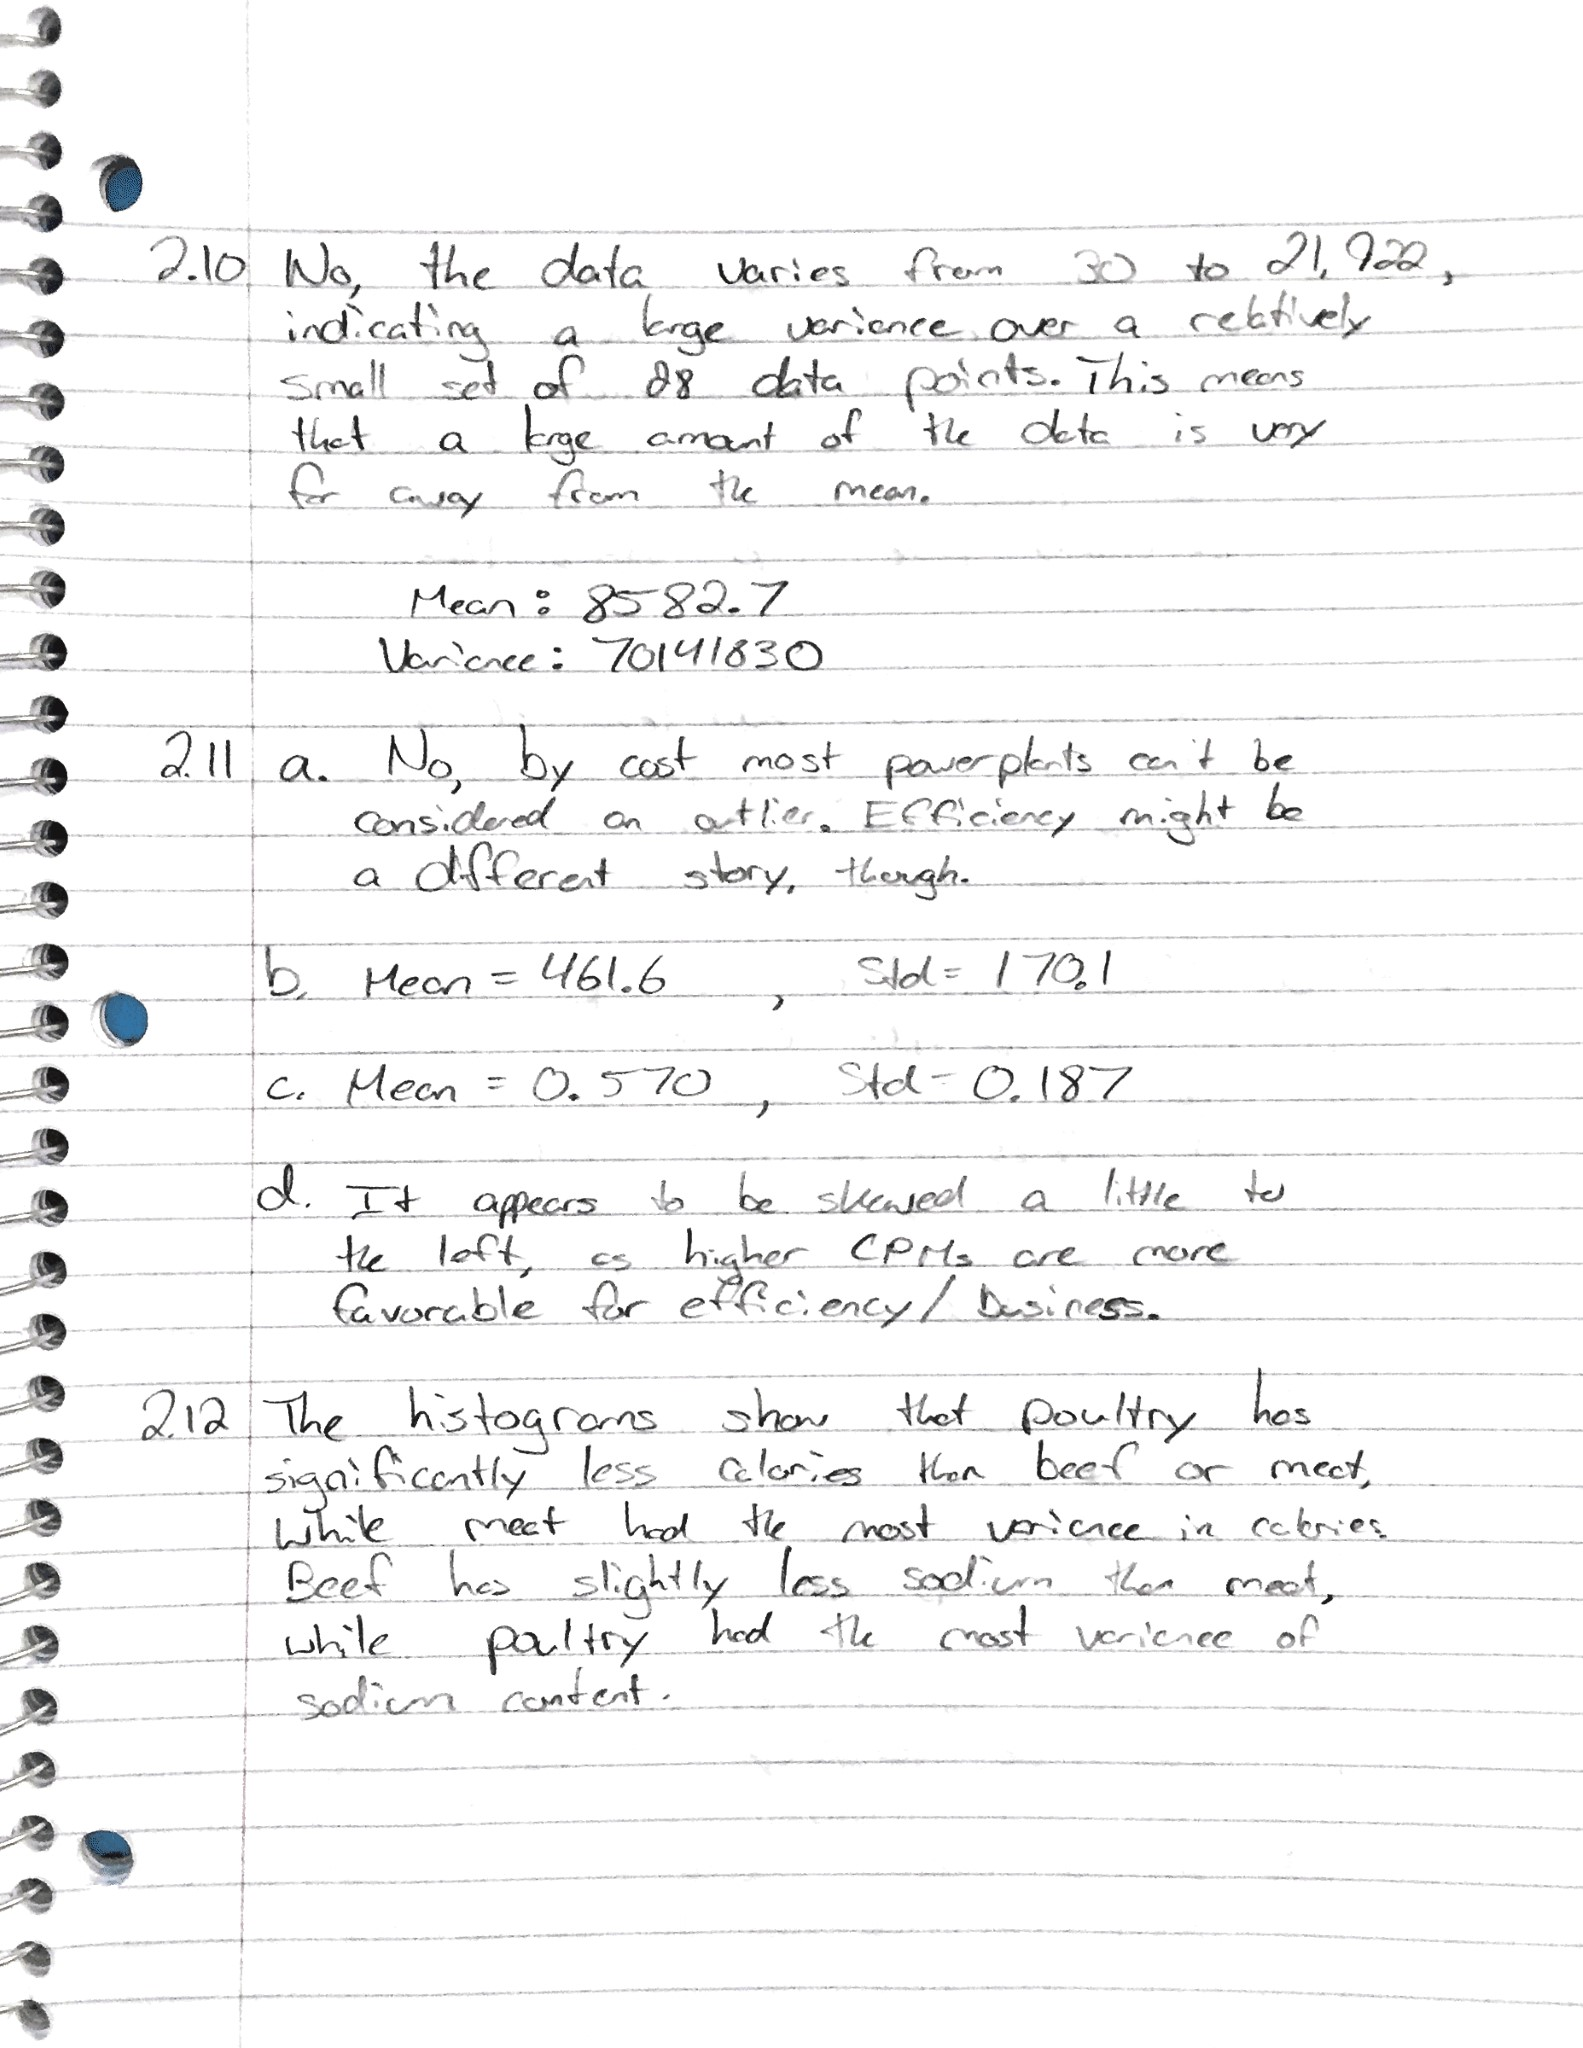 2.10 No, the data varies from 30 to 21,922,
indicating a large varience over a relatively
small set of 28 data points. This means
that a large amount of the data is very
far away from the mean.
Mean: 8582.7
Varience: 70141830
2.11 a. No, by cost most powerplants can't be
considered an outlier. Efficiency might be
a different story, though.
b. Mean = 461.6 , Std = 170.1
c. Mean = 0.570 , Std = 0.187
d. It appears to be skewed a little to
the left, as higher CPMs are more
favorable for efficiency/business.
2.12 The histograms show that poultry has
significantly less calories than beef or meat,
while meat had the most varience in calories.
Beef has slightly less sodium than meat,
while poultry had the most varience of
sodium content.